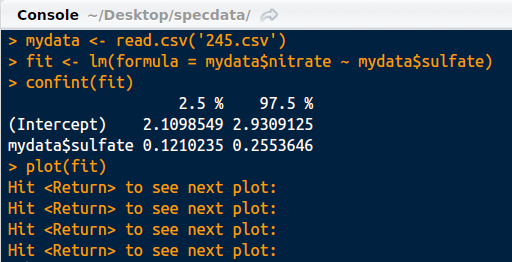 Console ~/Desktop/specdata/
> mydata <- read.csv('245.csv')
> fit <- lm(formula = mydata$nitrate ~ mydata$sulfate)
> confint(fit)
2.5 % 97.5 %
(Intercept) 2.1098549 2.9309125
mydata$sulfate 0.1210235 0.2553646
> plot(fit)
Hit <Return> to see next plot:
Hit <Return> to see next plot:
Hit <Return> to see next plot:
Hit <Return> to see next plot: